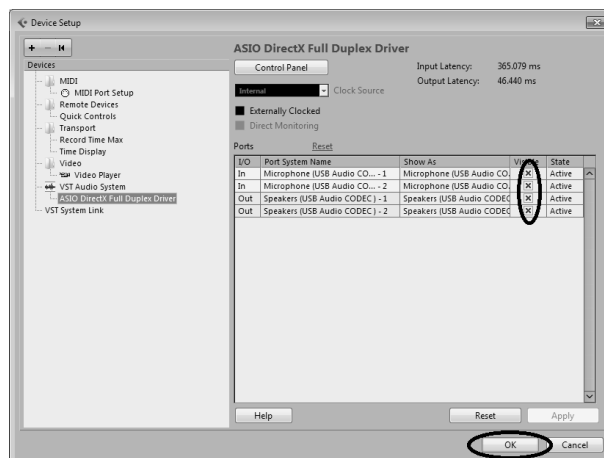 Device Setup
+ - 
Devices
MIDI
MIDI Port Setup
Remote Devices
Quick Controls
Transport
Record Time Max
Time Display
Video
Video Player
VST Audio System
ASIO DirectX Full Duplex Driver
VST System Link
ASIO DirectX Full Duplex Driver
Control Panel
Input Latency: 365.079 ms
Output Latency: 46.440 ms
Internal Clock Source
Externally Clocked
Direct Monitoring
Ports Reset
I/O Port System Name Show As Visible State
In Microphone (USB Audio CO... - 1 Microphone (USB Audio CO. Active
In Microphone (USB Audio CO... - 2 Microphone (USB Audio CO. Active
Out Speakers (USB Audio CODEC ) - 1 Speakers (USB Audio CODEC Active
Out Speakers (USB Audio CODEC ) - 2 Speakers (USB Audio CODEC Active
Help Reset Apply
OK Cancel